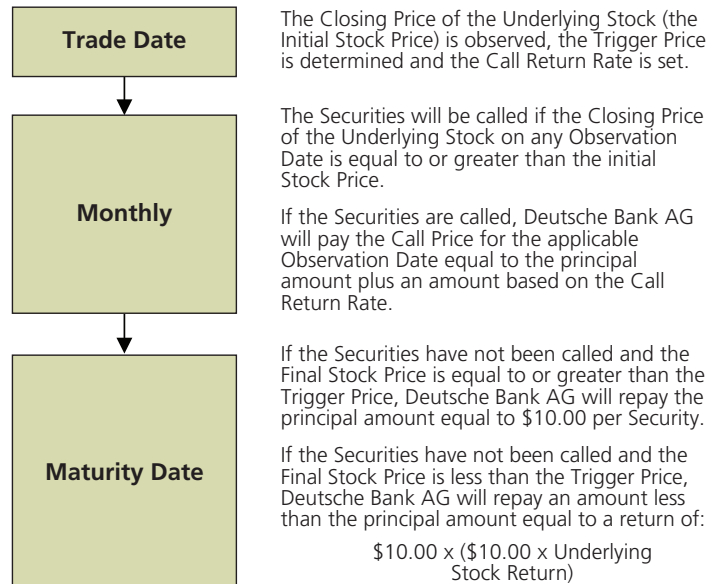 Trade Date
The Closing Price of the Underlying Stock (the
Initial Stock Price) is observed, the Trigger Price
is determined and the Call Return Rate is set.
Monthly
The Securities will be called if the Closing Price
of the Underlying Stock on any Observation
Date is equal to or greater than the initial
Stock Price.
If the Securities are called, Deutsche Bank AG
will pay the Call Price for the applicable
Observation Date equal to the principal
amount plus an amount based on the Call
Return Rate.
Maturity Date
If the Securities have not been called and the
Final Stock Price is equal to or greater than the
Trigger Price, Deutsche Bank AG will repay the
principal amount equal to $10.00 per Security.
If the Securities have not been called and the
Final Stock Price is less than the Trigger Price,
Deutsche Bank AG will repay an amount less
than the principal amount equal to a return of:
$10.00 x ($10.00 x Underlying
Stock Return)